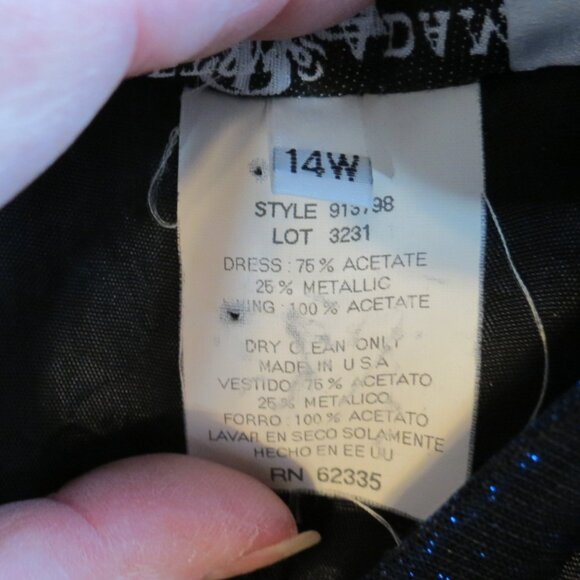 14W
STYLE
LOT 3231
DRESS : 75% ACETATE
25% METALLIC
100% ACETATE
DRY CLEAN ONLY
MADE IN USA
VESTIDO: 75% ACETATO
25% METALICO
FORRO: 100% ACETATO
LAVAR EN SECO SOLAMENTE
HECHO EN EE UU
RN 62335